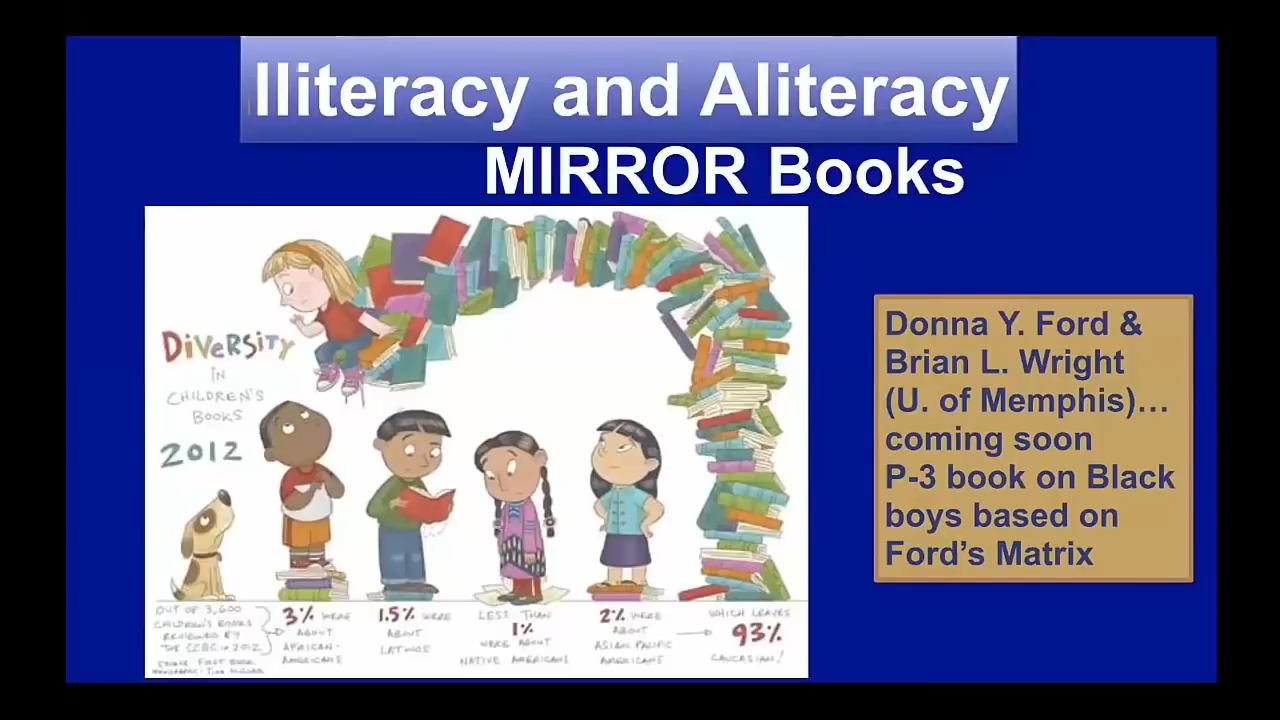 Illiteracy and Aliteracy
MIRROR Books
DiVeRSiTy
IN
CHILDREN'S
BOOKS
2012
Donna Y. Ford &
Brian L. Wright
(U. of Memphis)…
coming soon
P-3 book on Black
boys based on
Ford's Matrix
OUT OF 3,600
CHILDREN'S BOOKS
REVIEWED BY
THE CCBC in 2012
SOURCE FIRST BOOK
3% WERE
ABOUT
AFRICAN-
AMERICANS
1.5% WERE
ABOUT
LATINOS
LESS THAN
1%
WERE ABOUT
NATIVE AMERICANS
2% WERE
ABOUT
ASIAN PACIFIC
AMERICANS
WHICH LEAVES
93%
CAUCASIAN!